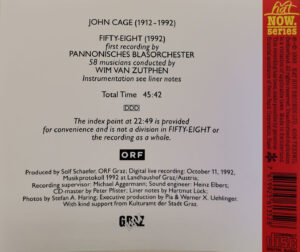 JOHN CAGE (1912-1992)
FIFTY-EIGHT (1992)
first recording by
PANNONISCHES BLASORCHESTER
58 musicians conducted by
WIM VAN ZUTPHEN
Instrumentation see liner notes
Total Time 45:42
DDD
The index point at 22:49 is provided
for convenience and is not a division in FIFTY-EIGHT or
the recording as a whole.
ORF
Produced by Solf Schaefer, ORF Graz; Digital live recording: October 11, 1992,
Musikprotokoll 1992 at Landhaushof Graz/Austria;
Recording supervisor: Michael Aggermann; Sound engineer: Heinz Elbert;
CD-master by Peter Pfister; Liner notes by Hartmut Lück;
Photos by Stefan A. Haring; Executive production by Pia & Werner X. Uehlinger.
With kind support from Kulturamt der Stadt Graz.
GRAZ
hat
NOW.
series